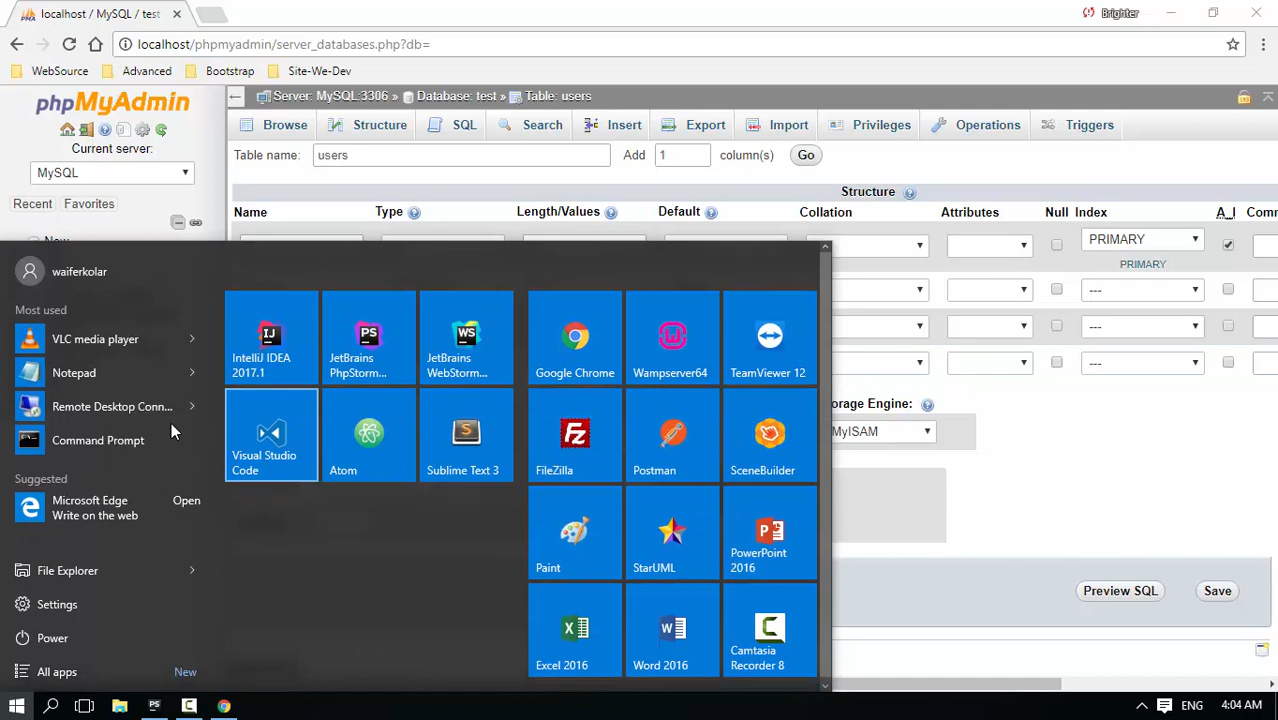 localhost / MySQL / test
Brighter
localhost/phpmyadmin/server_databases.php?db=
WebSource Advanced Bootstrap Site-We-Dev
phpMyAdmin
Server: MySQL:3306 » Database: test » Table: users
Browse Structure SQL Search Insert Export Import Privileges Operations Triggers
Current server:
MySQL
Recent Favorites
Table name: users Add 1 column(s) Go
Structure
Name Type Length/Values Default Collation Attributes Null Index A_I
PRIMARY
PRIMARY
---
---
---
waiferkolar
Most used
VLC media player
Notepad
Remote Desktop Conn...
Command Prompt
Suggested
Microsoft Edge Open
Write on the web
File Explorer
Settings
Power
All apps New
IntelliJ IDEA 2017.1
JetBrains PhpStorm...
JetBrains WebStorm...
Google Chrome
Wampserver64
TeamViewer 12
Visual Studio Code
Atom
Sublime Text 3
FileZilla
Postman
SceneBuilder
Paint
StarUML
PowerPoint 2016
Excel 2016
Word 2016
Camtasia Recorder 8
MyISAM
Preview SQL Save
ENG 4:04 AM